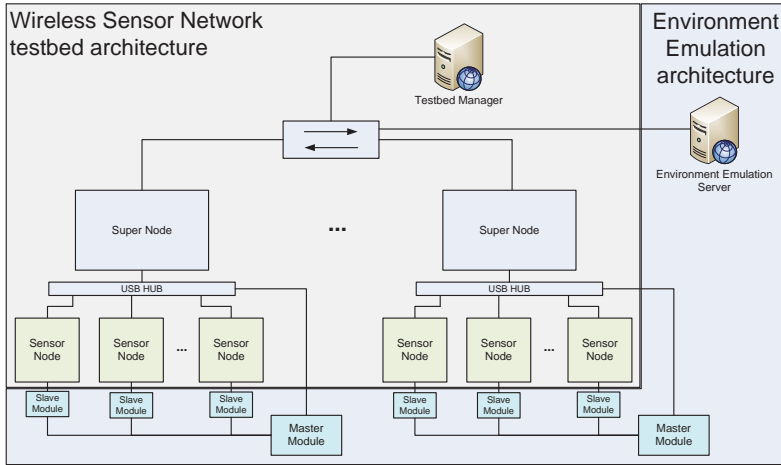 Wireless Sensor Network
testbed architecture
Environment
Emulation
architecture
Testbed Manager
Environment Emulation
Server
Super Node
...
Super Node
USB HUB
USB HUB
Sensor
Node
Sensor
Node
...
Sensor
Node
Sensor
Node
Sensor
Node
...
Sensor
Node
Slave
Module
Slave
Module
Slave
Module
Slave
Module
Slave
Module
Slave
Module
Master
Module
Master
Module